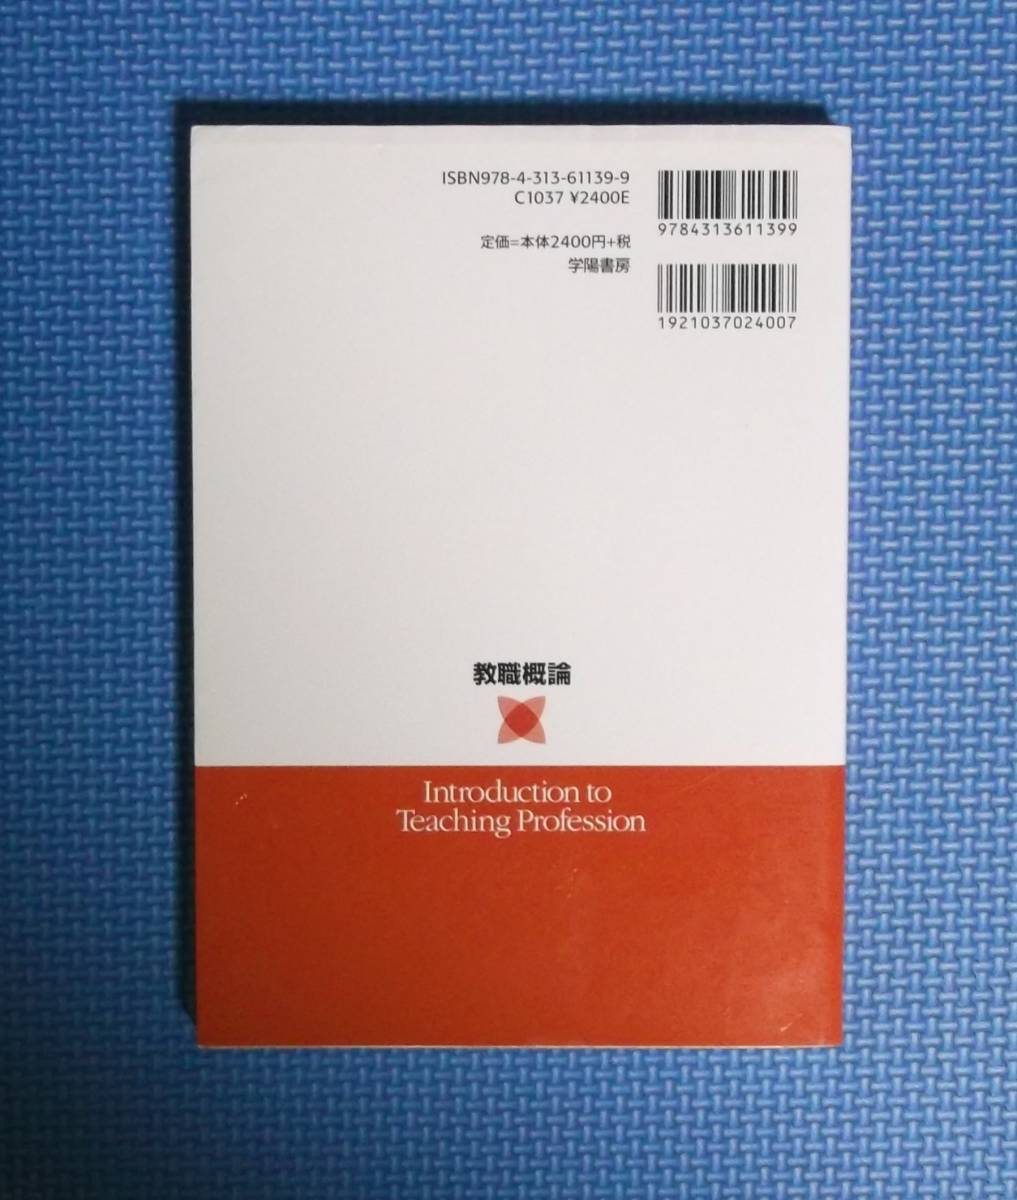 ISBN978-4-313-61139-9
C1037 ¥2400E
定価=本体2400円+税
学陽書房
9784313611399
1921037024007
教職概論
Introduction to
Teaching Profession